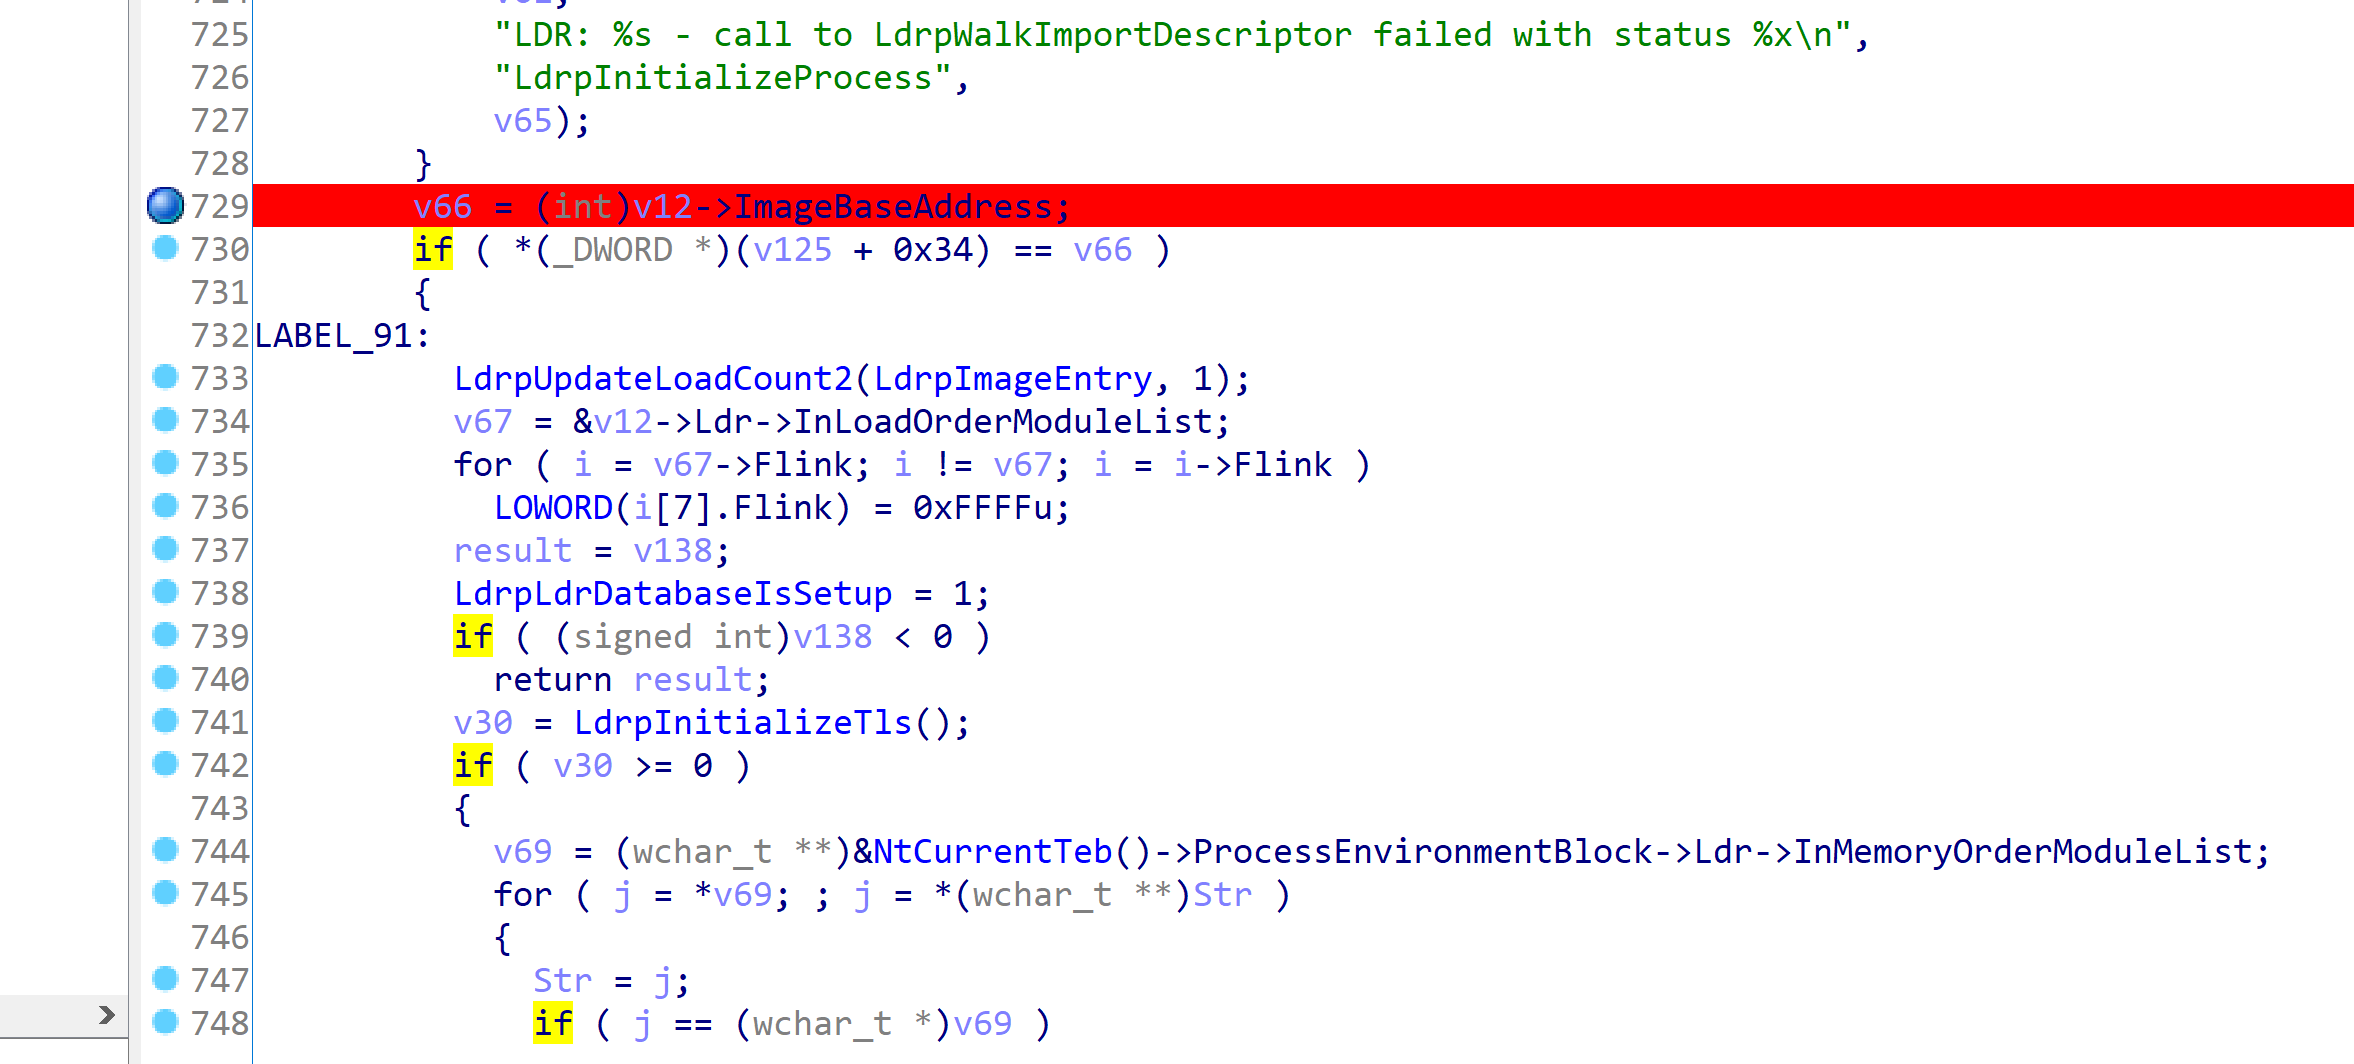 725 "LDR: %s - call to LdrpWalkImportDescriptor failed with status %x\n",
726 "LdrpInitializeProcess",
727 v65);
728 }
729 v66 = (int)v12->ImageBaseAddress;
730 if ( *(_DWORD *)(v125 + 0x34) == v66 )
731 {
732 LABEL_91:
733 LdrpUpdateLoadCount2(LdrpImageEntry, 1);
734 v67 = &v12->Ldr->InLoadOrderModuleList;
735 for ( i = v67->Flink; i != v67; i = i->Flink )
736 LOWORD(i[7].Flink) = 0xFFFFu;
737 result = v138;
738 LdrpLdrDatabaseIsSetup = 1;
739 if ( (signed int)v138 < 0 )
740 return result;
741 v30 = LdrpInitializeTls();
742 if ( v30 >= 0 )
743 {
744 v69 = (wchar_t **)&NtCurrentTeb()->ProcessEnvironmentBlock->Ldr->InMemoryOrderModuleList;
745 for ( j = *v69; ; j = *(wchar_t **)Str )
746 {
747 Str = j;
748 if ( j == (wchar_t *)v69 )